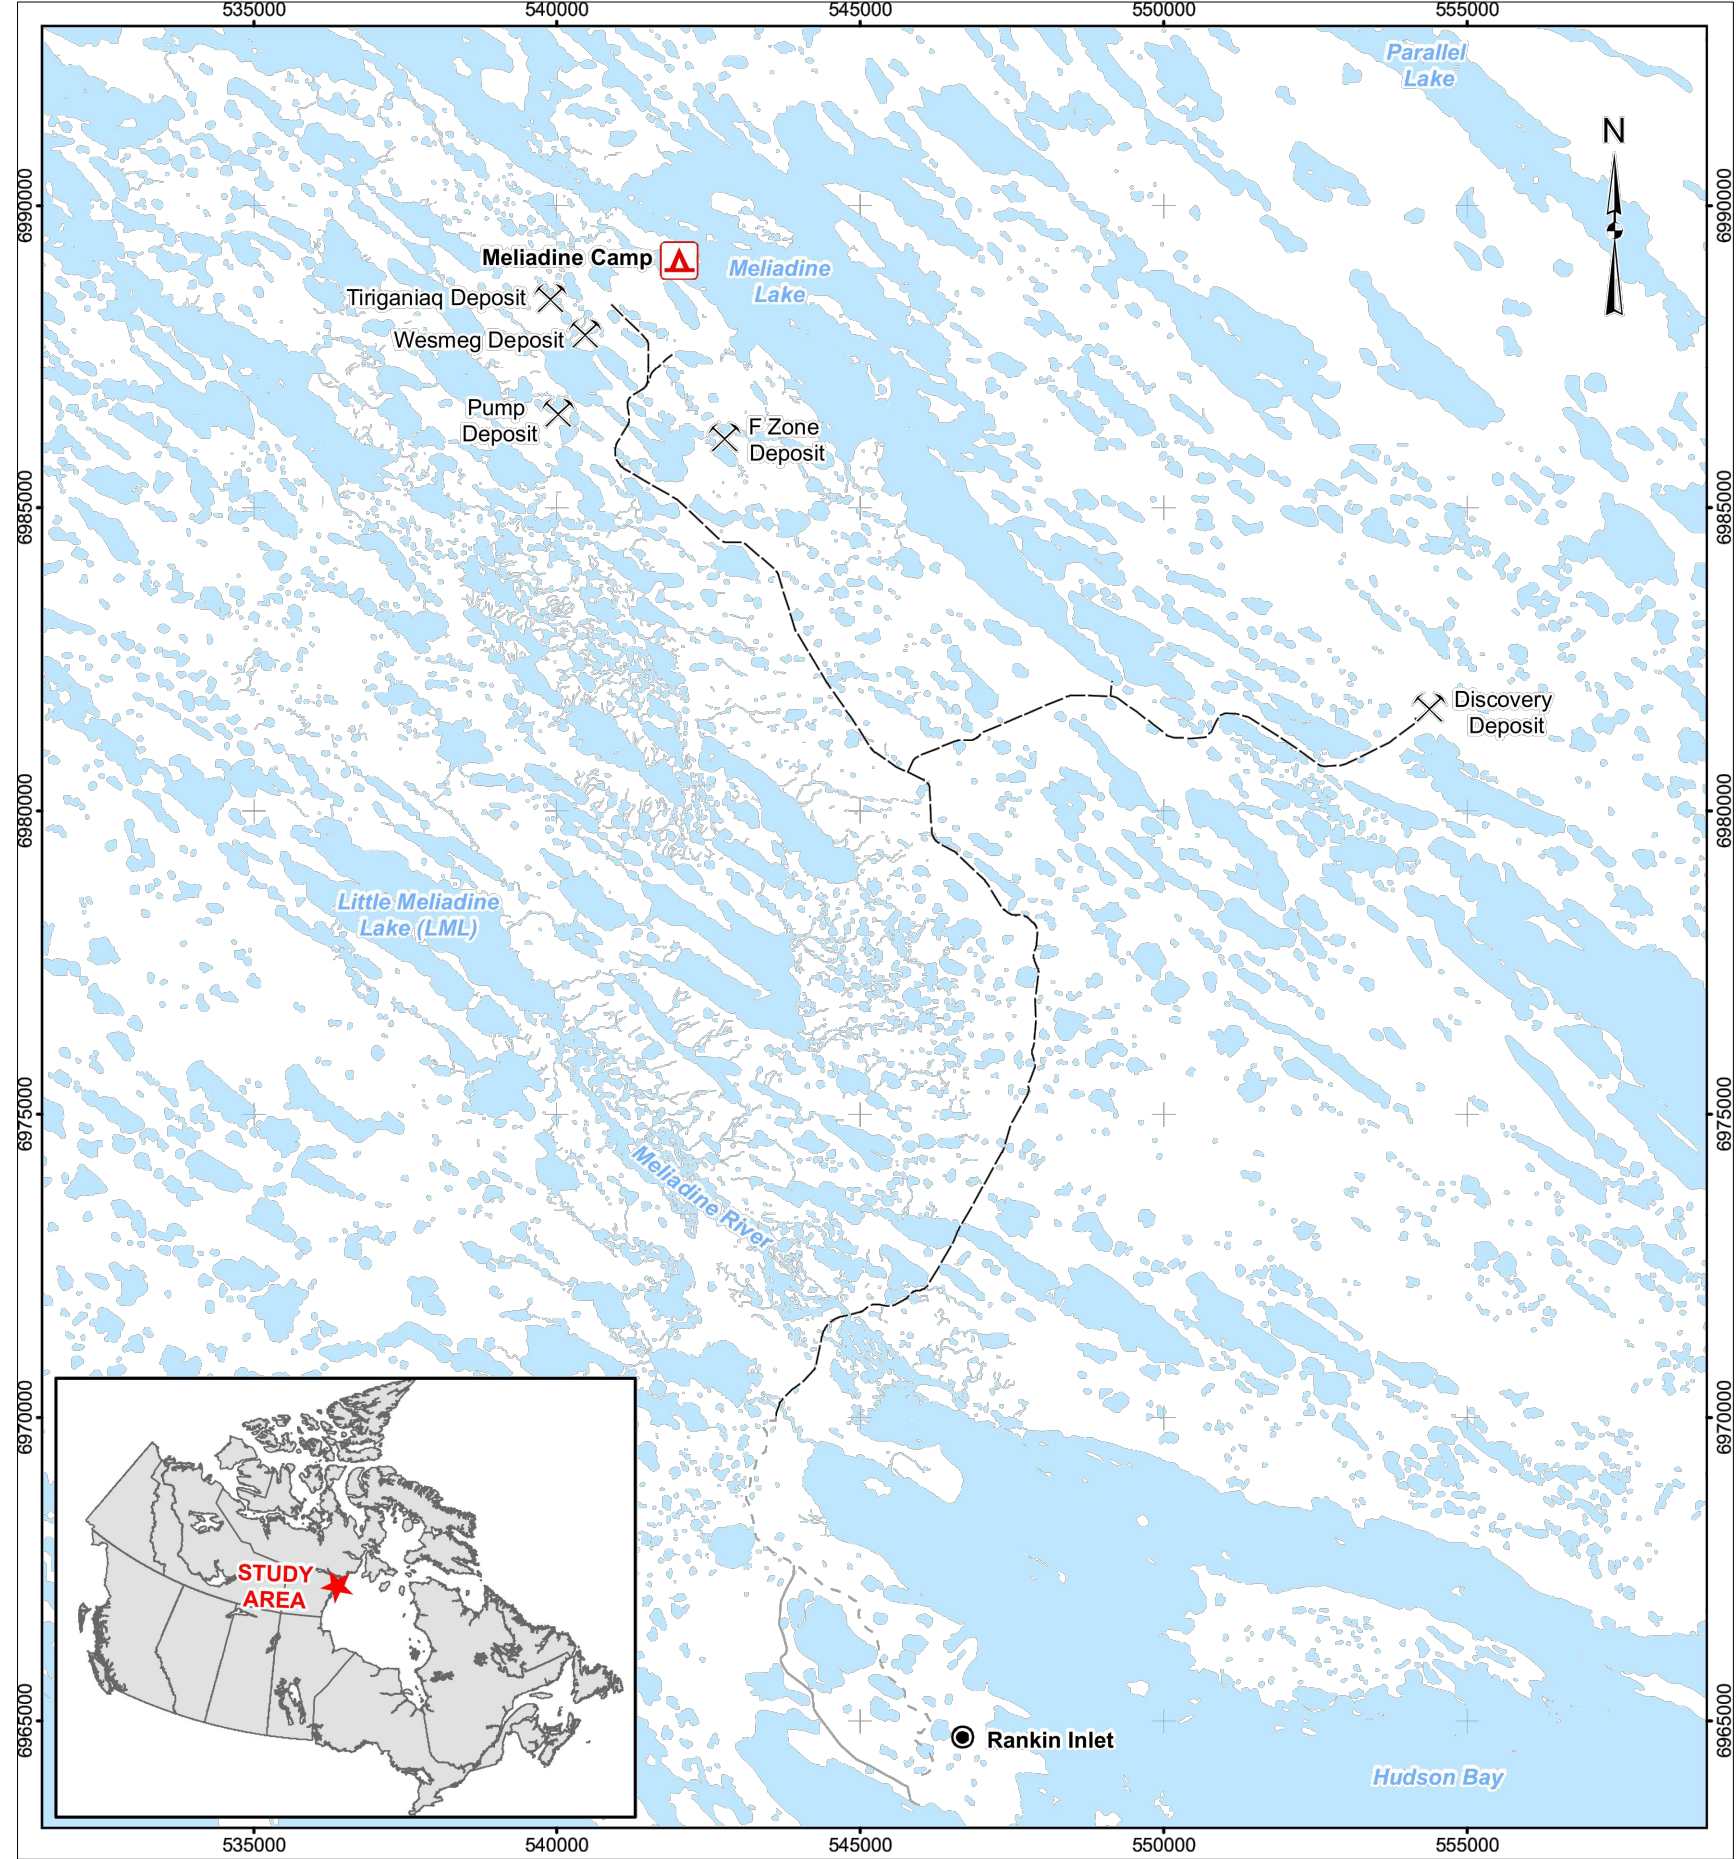 535000
540000
545000
550000
555000
Parallel
Lake
N
6990000
6990000
Meliadine Camp
Meliadine
Lake
Tiriganiaq Deposit
Wesmeg Deposit
Pump
Deposit
F Zone
Deposit
6985000
6985000
Discovery
Deposit
6980000
6980000
Little Meliadine
Lake (LML)
6975000
6975000
Meliadine River
6970000
6970000
STUDY
AREA
6965000
6965000
Rankin Inlet
Hudson Bay
535000
540000
545000
550000
555000